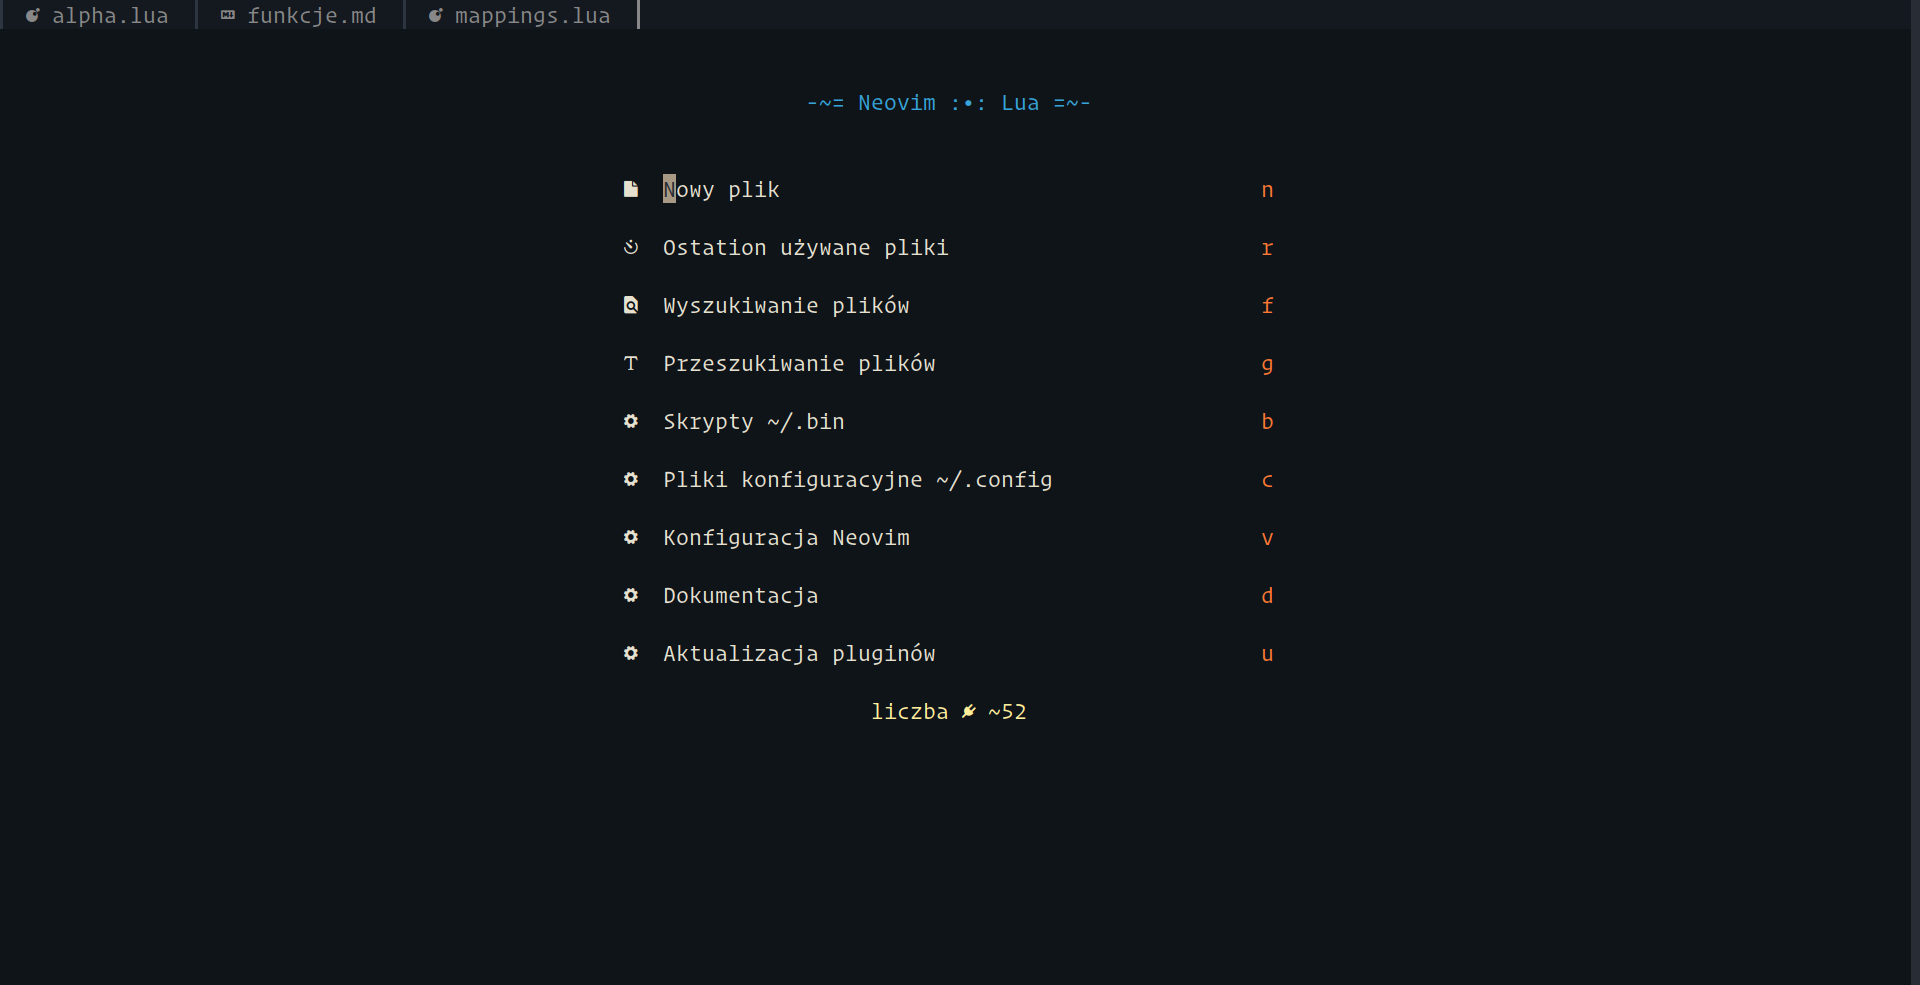 alpha.lua funkcje.md mappings.lua
-~= Neovim :•: Lua =~-
Nowy plik n
Ostation używane pliki r
Wyszukiwanie plików f
Przeszukiwanie plików g
Skrypty ~/.bin b
Pliki konfiguracyjne ~/.config c
Konfiguracja Neovim v
Dokumentacja d
Aktualizacja pluginów u
liczba ~52